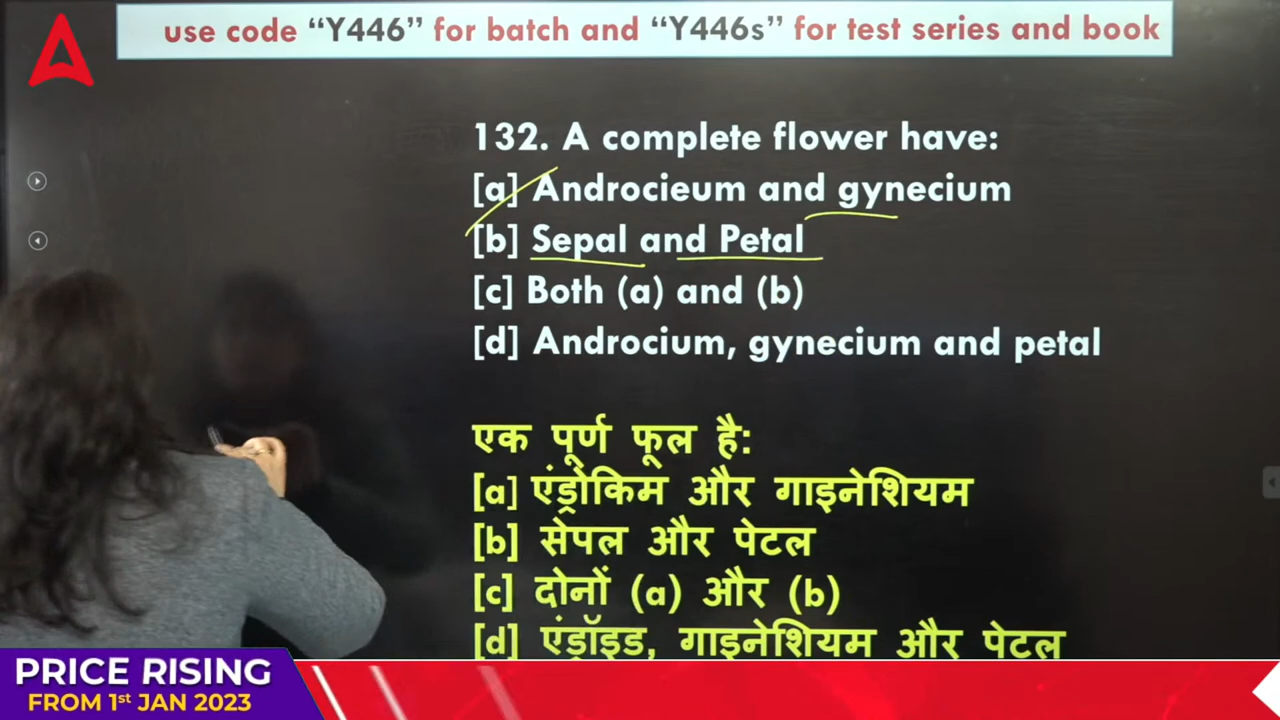 use code “Y446” for batch and “Y446s” for test series and book
132. A complete flower have:
[a] Androcieum and gynecium
[b] Sepal and Petal
[c] Both (a) and (b)
[d] Androcium, gynecium and petal
एक पूर्ण फूल है:
[a] एंड्रोकिम और गाइनेशियम
[b] सेपल और पेटल
[c] दोनों (a) और (b)
[d] एंड्रॉइड, गाइनेशियम और पेटल
PRICE RISING
FROM 1st JAN 2023